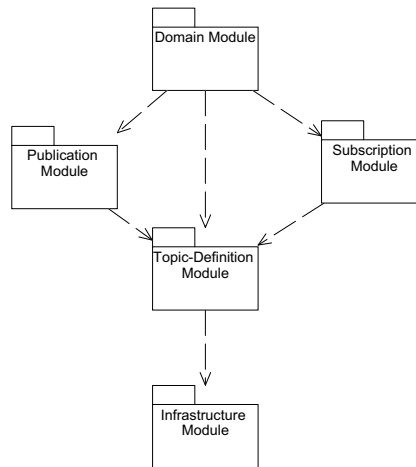 Domain Module
Publication
Module
Subscription
Module
Topic-Definition
Module
Infrastructure
Module